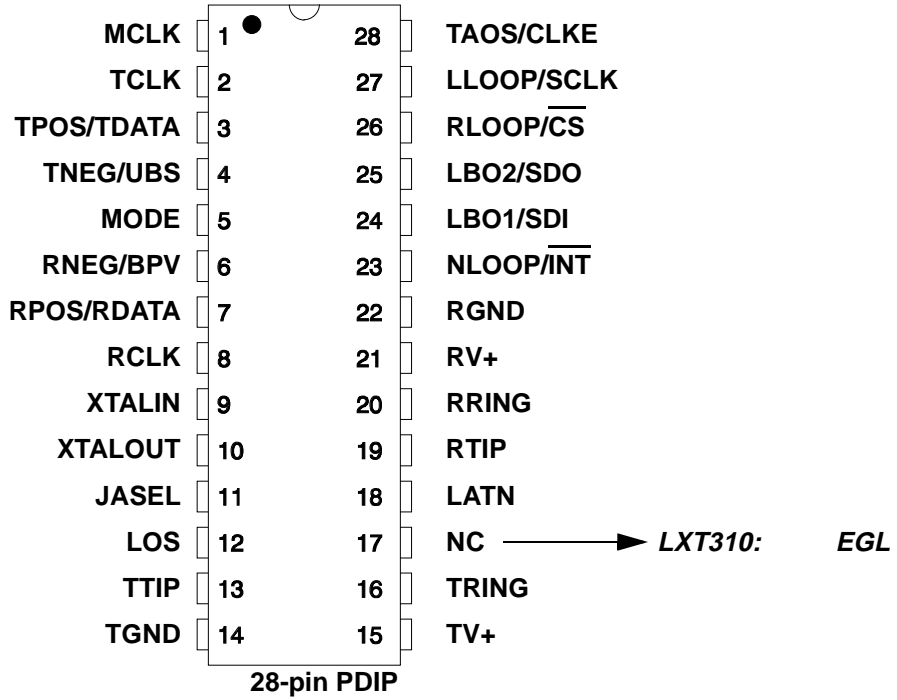 MCLK 1 28 TAOS/CLKE
TCLK 2 27 LLOOP/SCLK
TPOS/TDATA 3 26 RLOOP/C̅S̅
TNEG/UBS 4 25 LBO2/SDO
MODE 5 24 LBO1/SDI
RNEG/BPV 6 23 NLOOP/I̅N̅T̅
RPOS/RDATA 7 22 RGND
RCLK 8 21 RV+
XTALIN 9 20 RRING
XTALOUT 10 19 RTIP
JASEL 11 18 LATN
LOS 12 17 NC LXT310: EGL
TTIP 13 16 TRING
TGND 14 15 TV+
28-pin PDIP